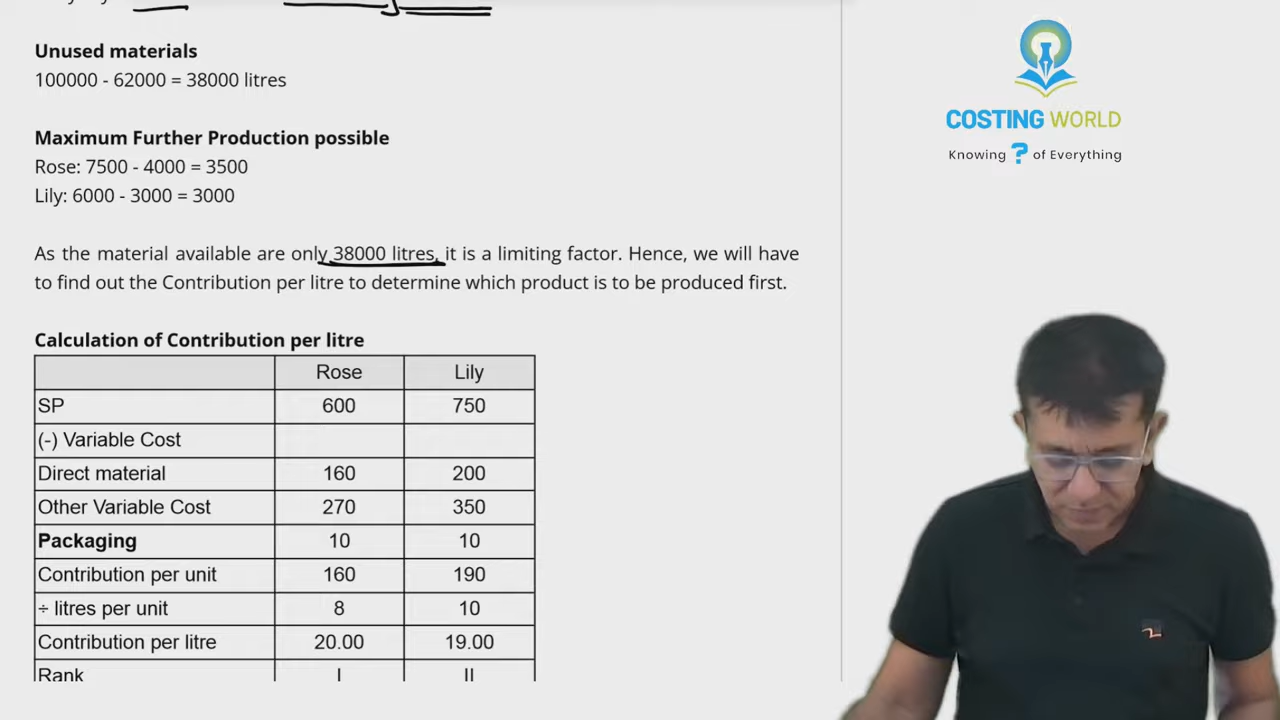 Unused materials
100000 - 62000 = 38000 litres
Maximum Further Production possible
Rose: 7500 - 4000 = 3500
Lily: 6000 - 3000 = 3000
As the material available are only 38000 litres, it is a limiting factor. Hence, we will have
to find out the Contribution per litre to determine which product is to be produced first.
Calculation of Contribution per litre
Rose Lily
SP 600 750
(-) Variable Cost
Direct material 160 200
Other Variable Cost 270 350
Packaging 10 10
Contribution per unit 160 190
÷ litres per unit 8 10
Contribution per litre 20.00 19.00
Rank I II
COSTING WORLD
Knowing ? of Everything